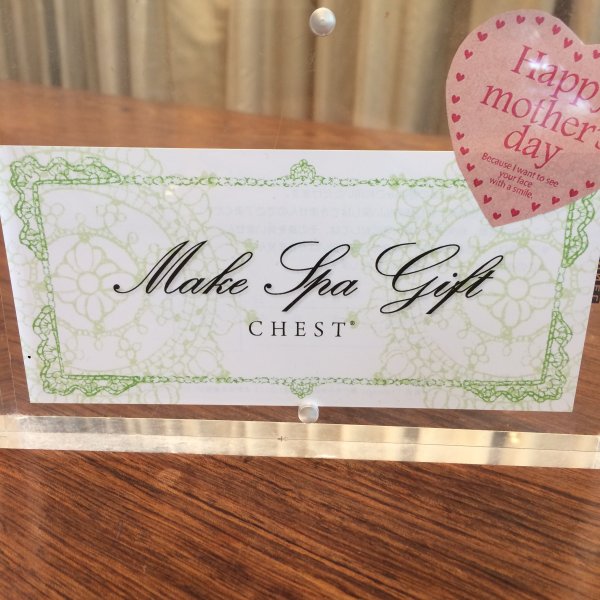 Happy
mother's
day
Because I want to see
your face
with a smile.
Make Spa Gift
CHEST®